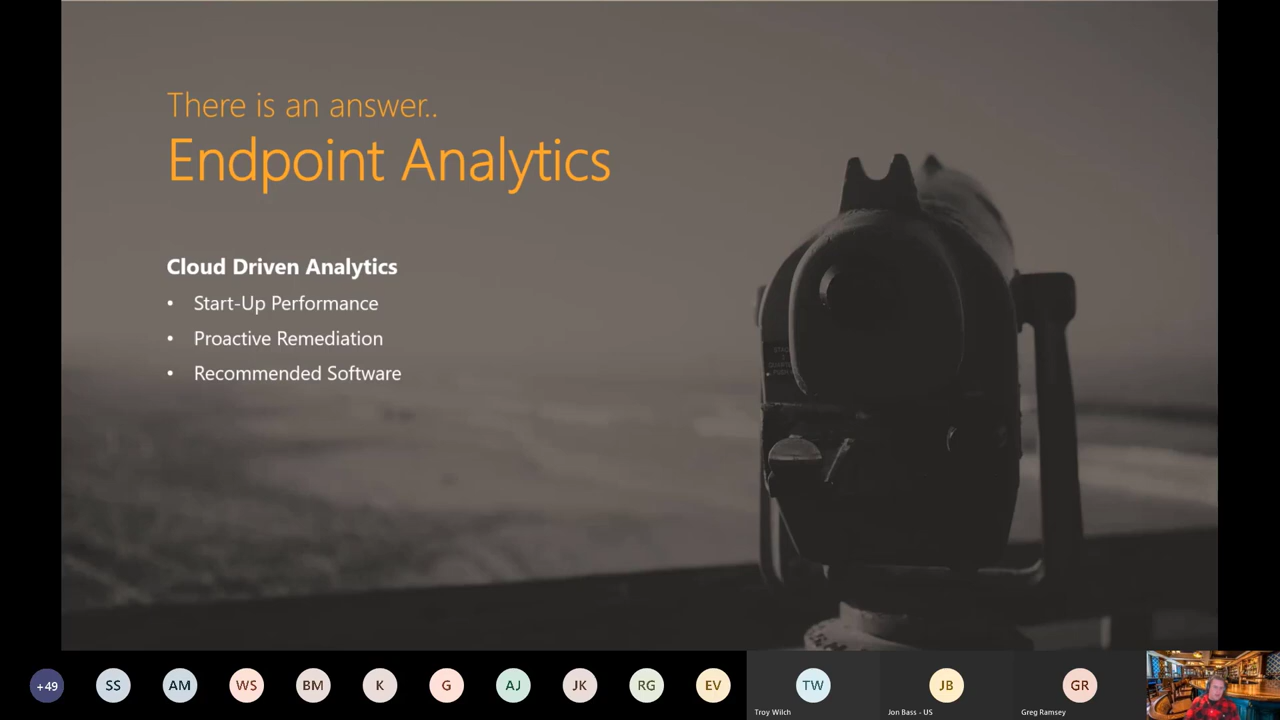 There is an answer..
Endpoint Analytics
Cloud Driven Analytics
• Start-Up Performance
• Proactive Remediation
• Recommended Software
+49
SS
AM
WS
BM
K
G
AJ
JK
RG
EV
TW
Troy Wilch
JB
Jon Bass - US
GR
Greg Ramsey